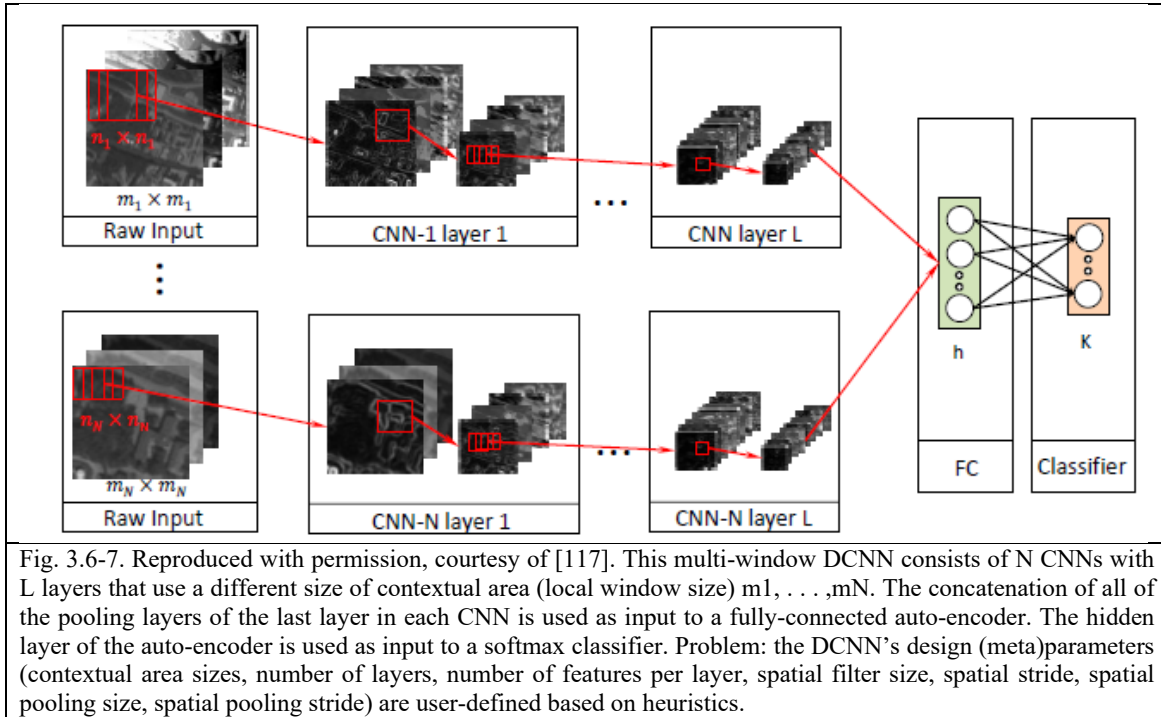 n₁ × n₁
m₁ × m₁
Raw Input
CNN-1 layer 1
...
CNN layer L
⋮
n_N × n_N
m_N × m_N
Raw Input
CNN-N layer 1
...
CNN-N layer L
h
FC
K
Classifier
Fig. 3.6-7. Reproduced with permission, courtesy of [117]. This multi-window DCNN consists of N CNNs with
L layers that use a different size of contextual area (local window size) m1, . . . ,mN. The concatenation of all of
the pooling layers of the last layer in each CNN is used as input to a fully-connected auto-encoder. The hidden
layer of the auto-encoder is used as input to a softmax classifier. Problem: the DCNN's design (meta)parameters
(contextual area sizes, number of layers, number of features per layer, spatial filter size, spatial stride, spatial
pooling size, spatial pooling stride) are user-defined based on heuristics.